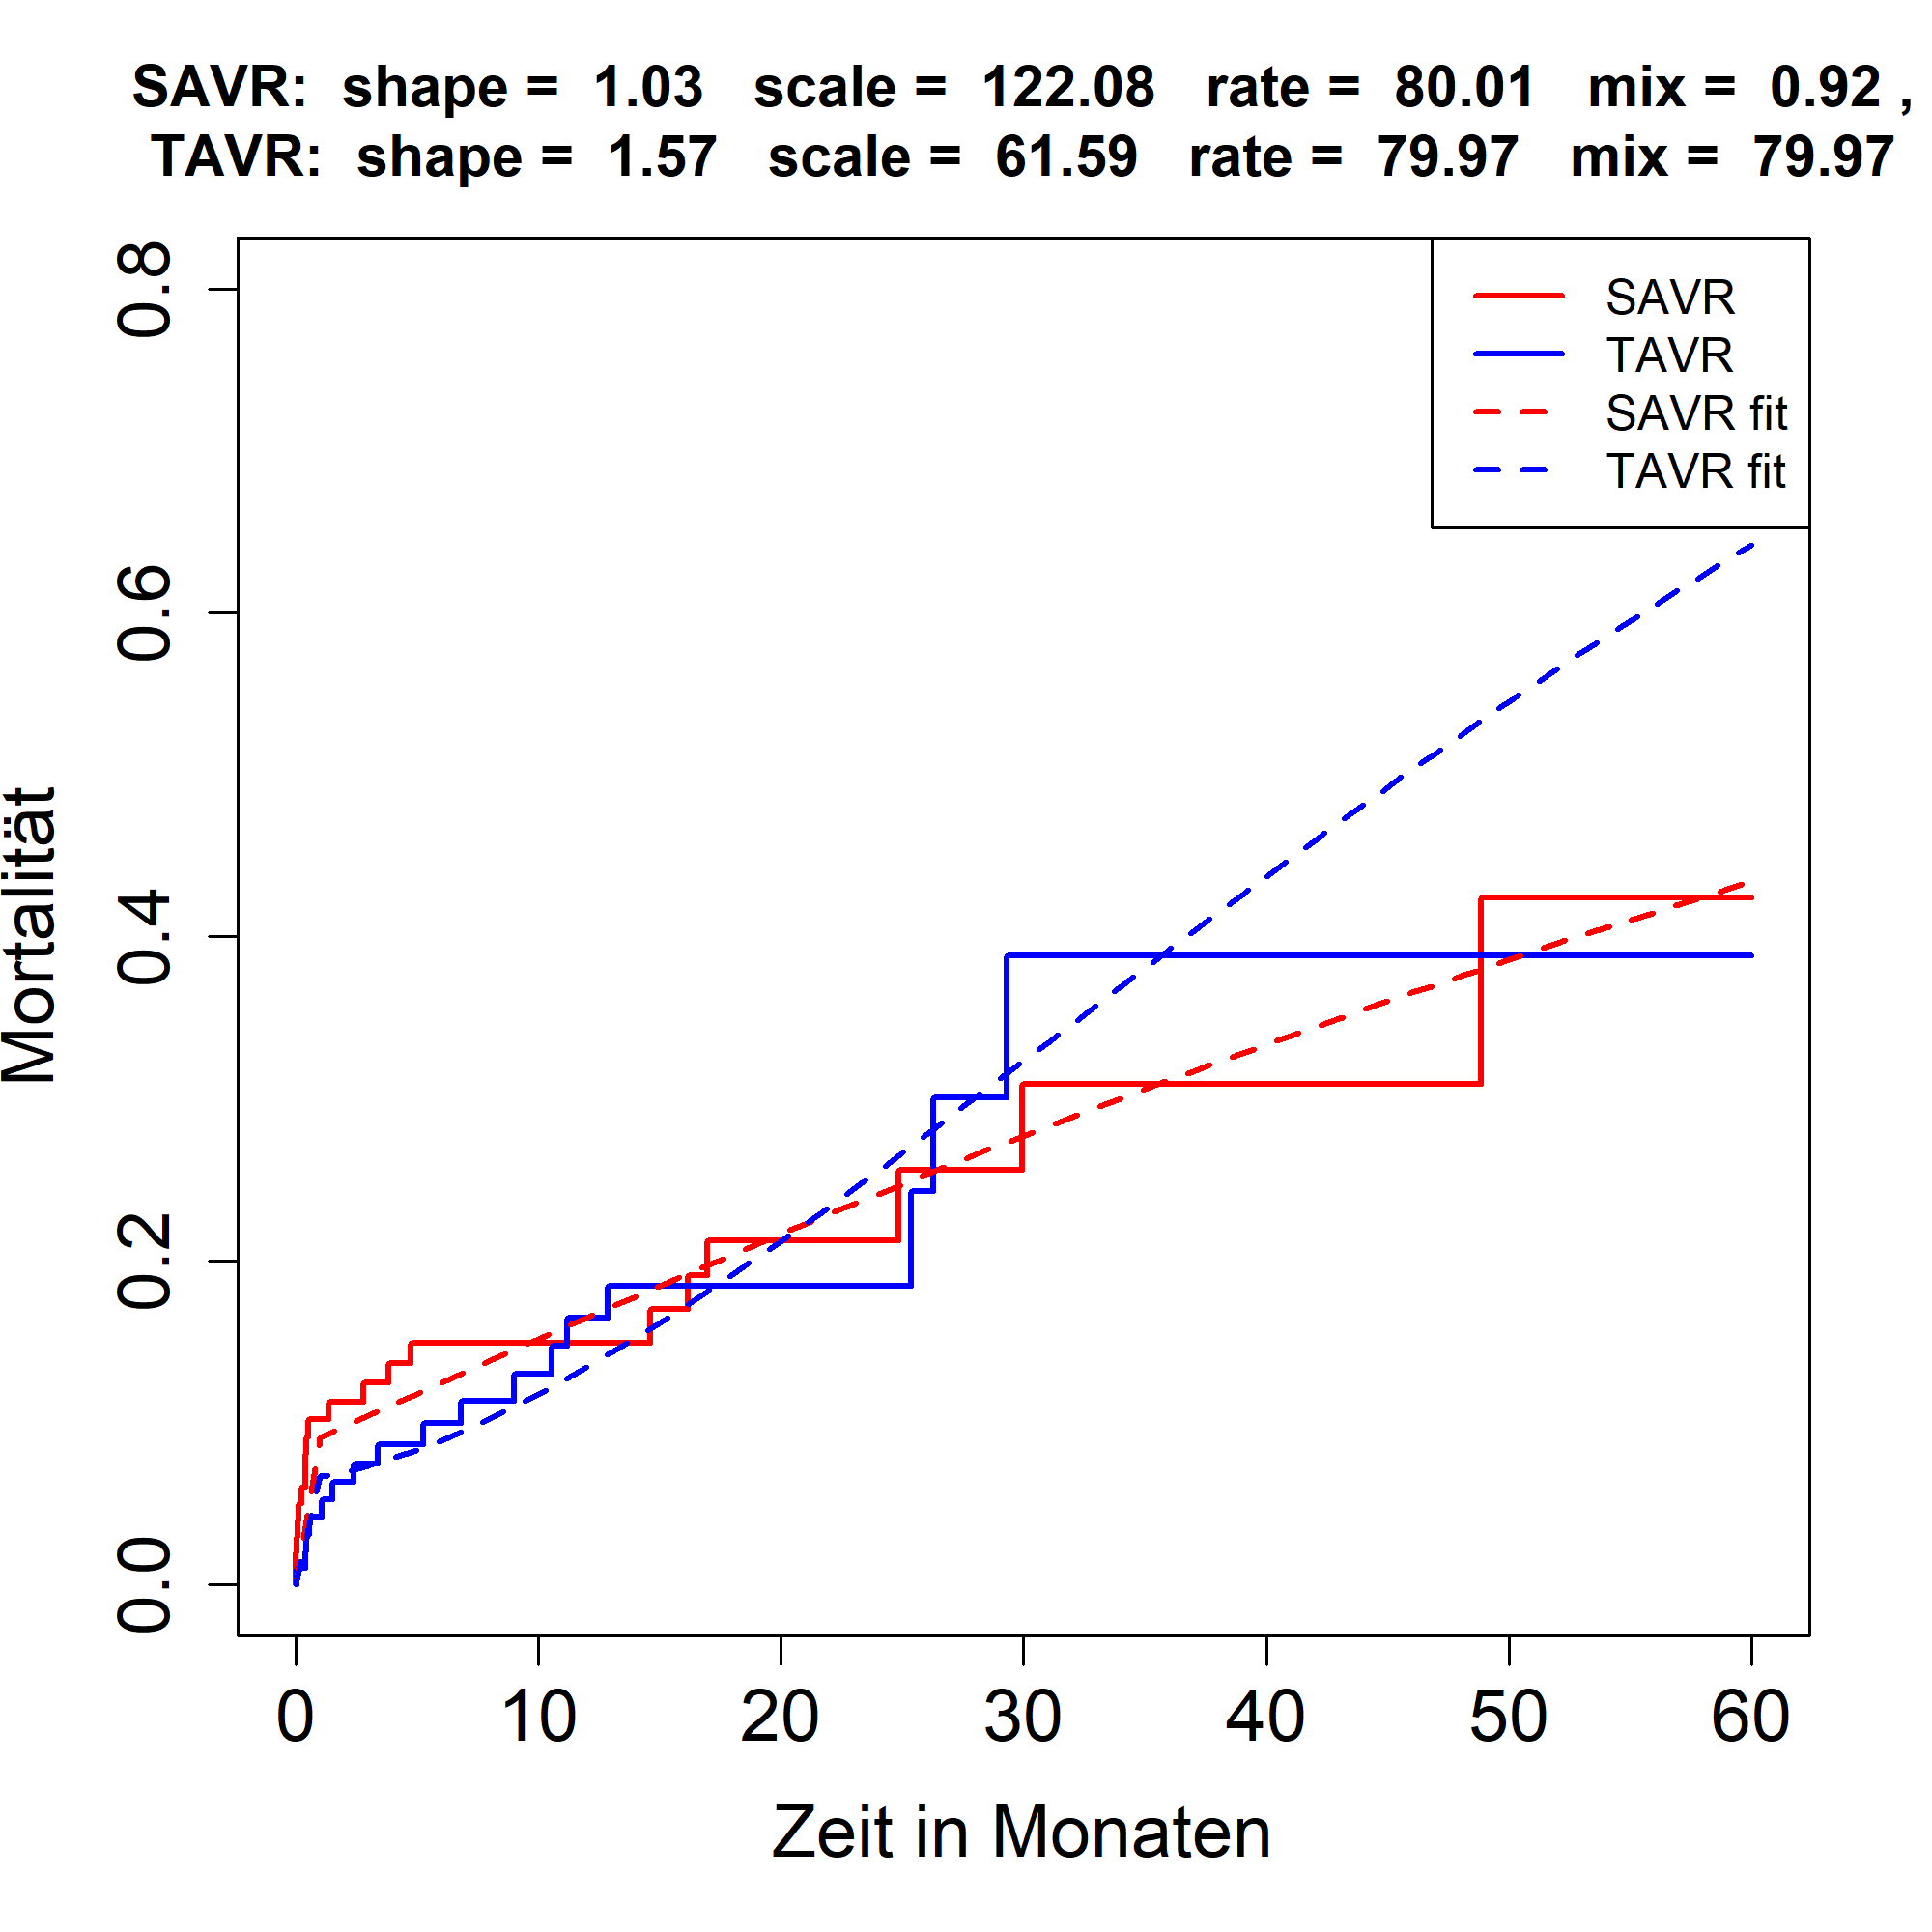 SAVR: shape = 1.03 scale = 122.08 rate = 80.01 mix = 0.92 ,
TAVR: shape = 1.57 scale = 61.59 rate = 79.97 mix = 79.97
SAVR
TAVR
SAVR fit
TAVR fit
0.8
0.6
0.4
0.2
0.0
Mortalität
0 10 20 30 40 50 60
Zeit in Monaten